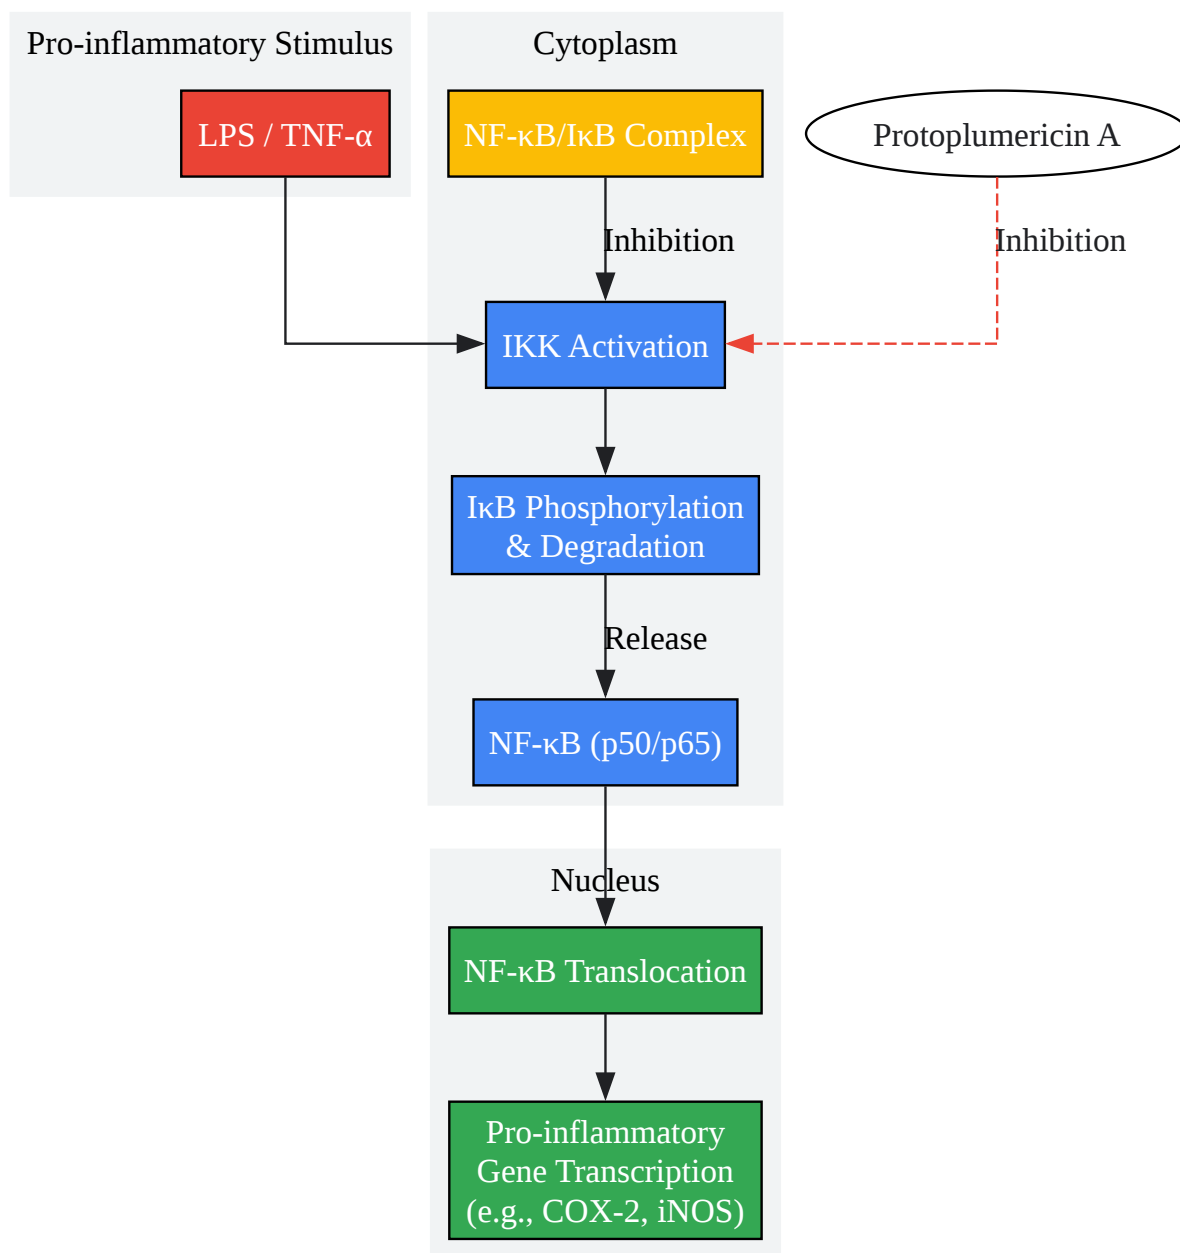 Pro-inflammatory Stimulus
Cytoplasm
LPS / TNF-α
NF-κB/IκB Complex
Protoplumericin A
Inhibition
Inhibition
IKK Activation
IκB Phosphorylation
& Degradation
Release
NF-κB (p50/p65)
Nucleus
NF-κB Translocation
Pro-inflammatory
Gene Transcription
(e.g., COX-2, iNOS)